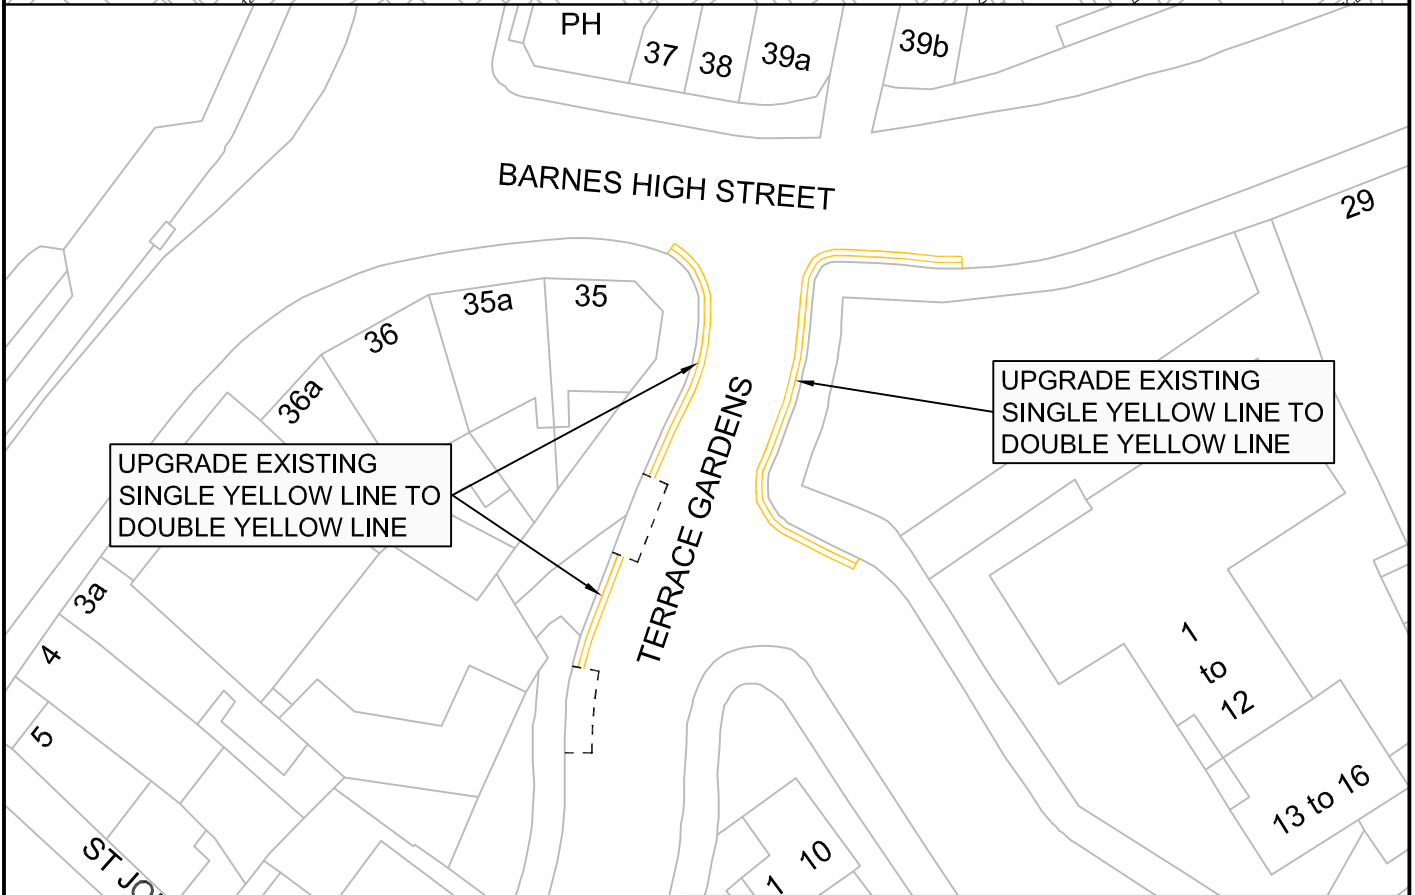 PH
37
38
39a
39b
BARNES HIGH STREET
29
35
35a
36
36a
UPGRADE EXISTING
SINGLE YELLOW LINE TO
DOUBLE YELLOW LINE
UPGRADE EXISTING
SINGLE YELLOW LINE TO
DOUBLE YELLOW LINE
TERRACE GARDENS
3a
4
5
1
to
12
13 to 16
10
1
ST